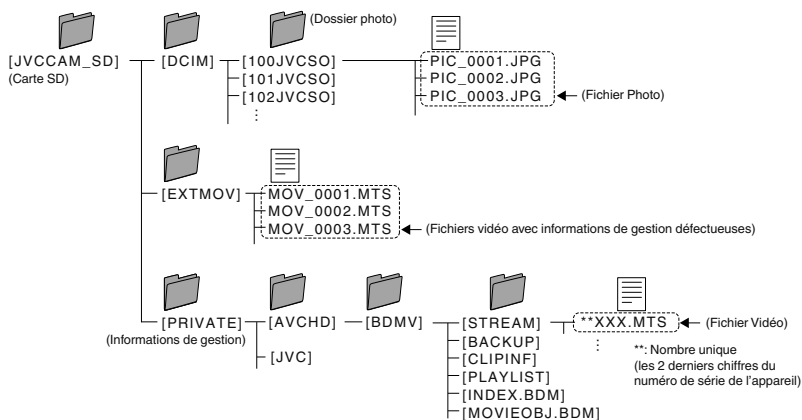 (Dossier photo)
[JVCCAM_SD]
(Carte SD)
[DCIM]
[100JVCSO]
[101JVCSO]
[102JVCSO]
PIC_0001.JPG
PIC_0002.JPG
PIC_0003.JPG
(Fichier Photo)
[EXTMOV]
MOV_0001.MTS
MOV_0002.MTS
MOV_0003.MTS
(Fichiers vidéo avec informations de gestion défectueuses)
[PRIVATE]
(Informations de gestion)
[AVCHD]
[JVC]
[BDMV]
[STREAM]
[BACKUP]
[CLIPINF]
[PLAYLIST]
[INDEX.BDM]
[MOVIEOBJ.BDM]
**XXX.MTS
(Fichier Vidéo)
**: Nombre unique
(les 2 derniers chiffres du
numéro de série de l'appareil)